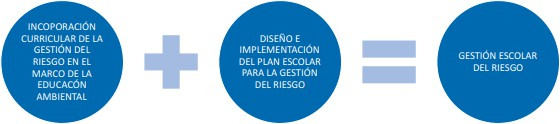 INCOPORACIÓN
CURRICULAR DE LA
GESTIÓN DEL
RIESGO EN EL
MARCO DE LA
EDUCACÓN
AMBIENTAL
DISEÑO E
IMPLEMENTACIÓN
DEL PLAN ESCOLAR
PARA LA GESTIÓN
DEL RIESGO
GESTIÓN ESCOLAR
DEL RIESGO